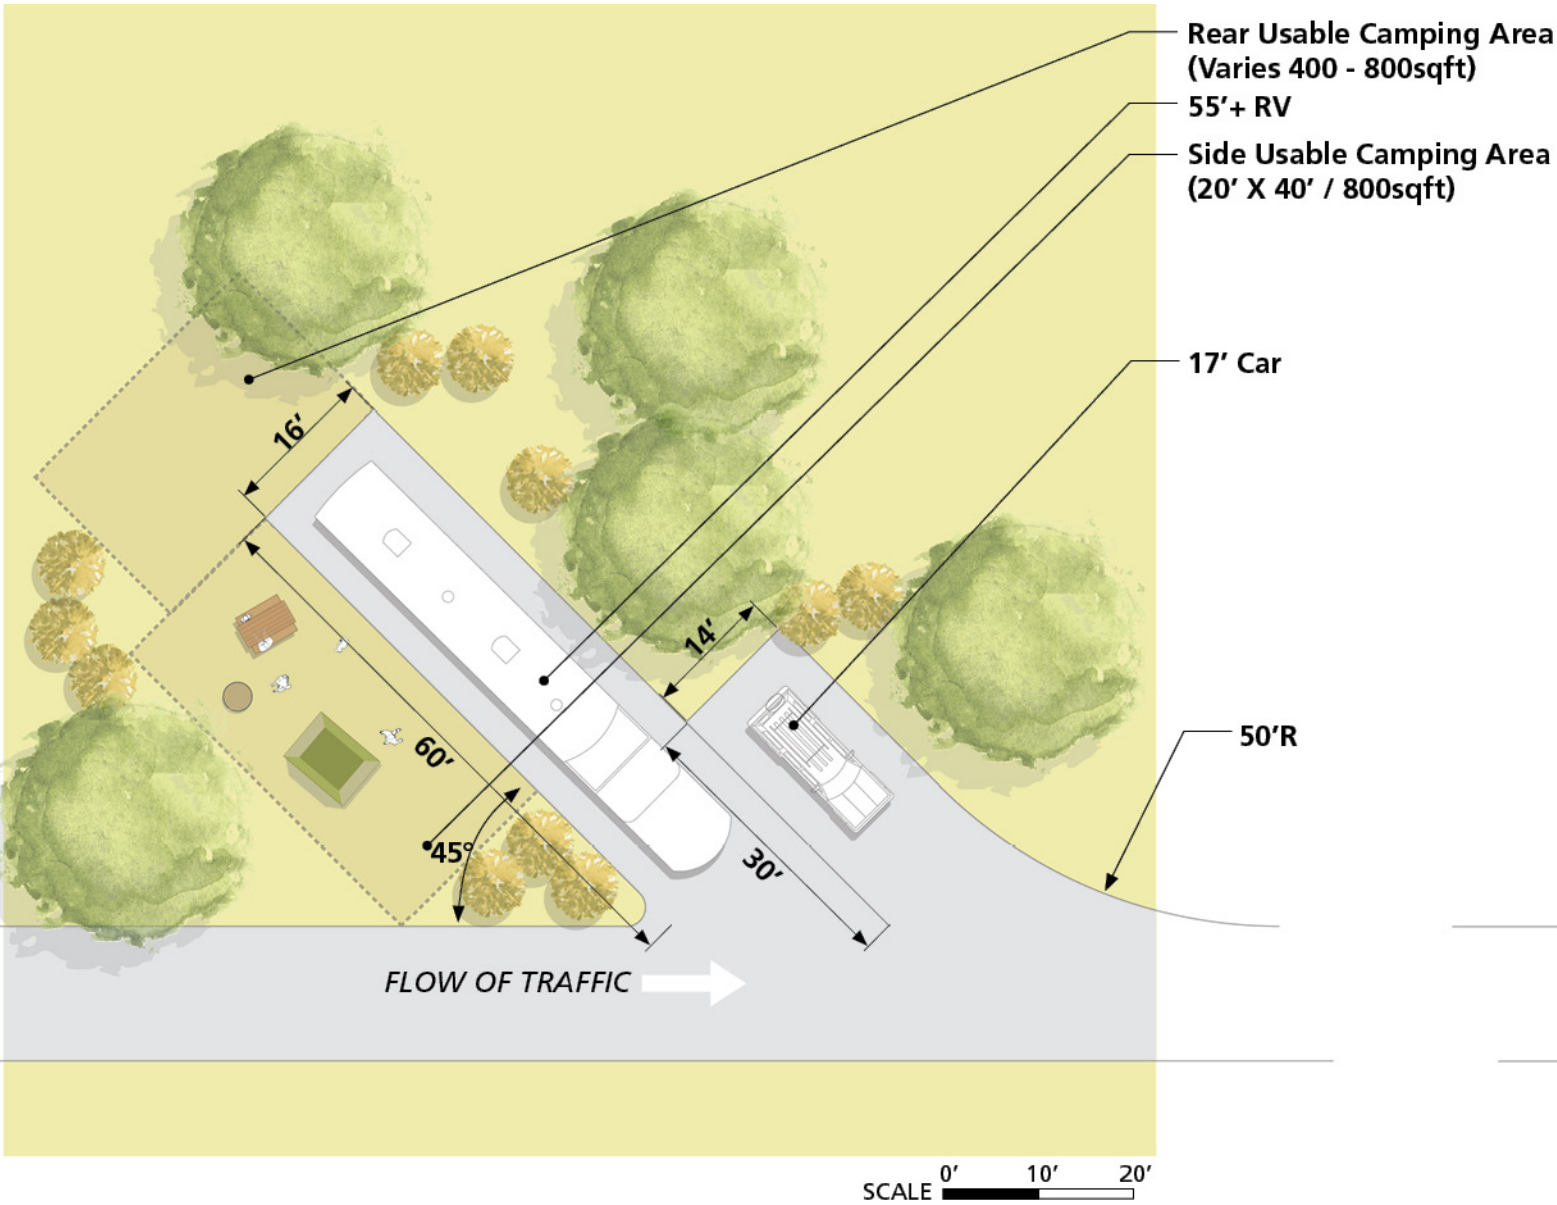 Rear Usable Camping Area
(Varies 400 - 800sqft)
55’+ RV
Side Usable Camping Area
(20’ X 40’ / 800sqft)
17’ Car
16’
14’
50’R
60’
45°
30’
FLOW OF TRAFFIC
0’ 10’ 20’
SCALE